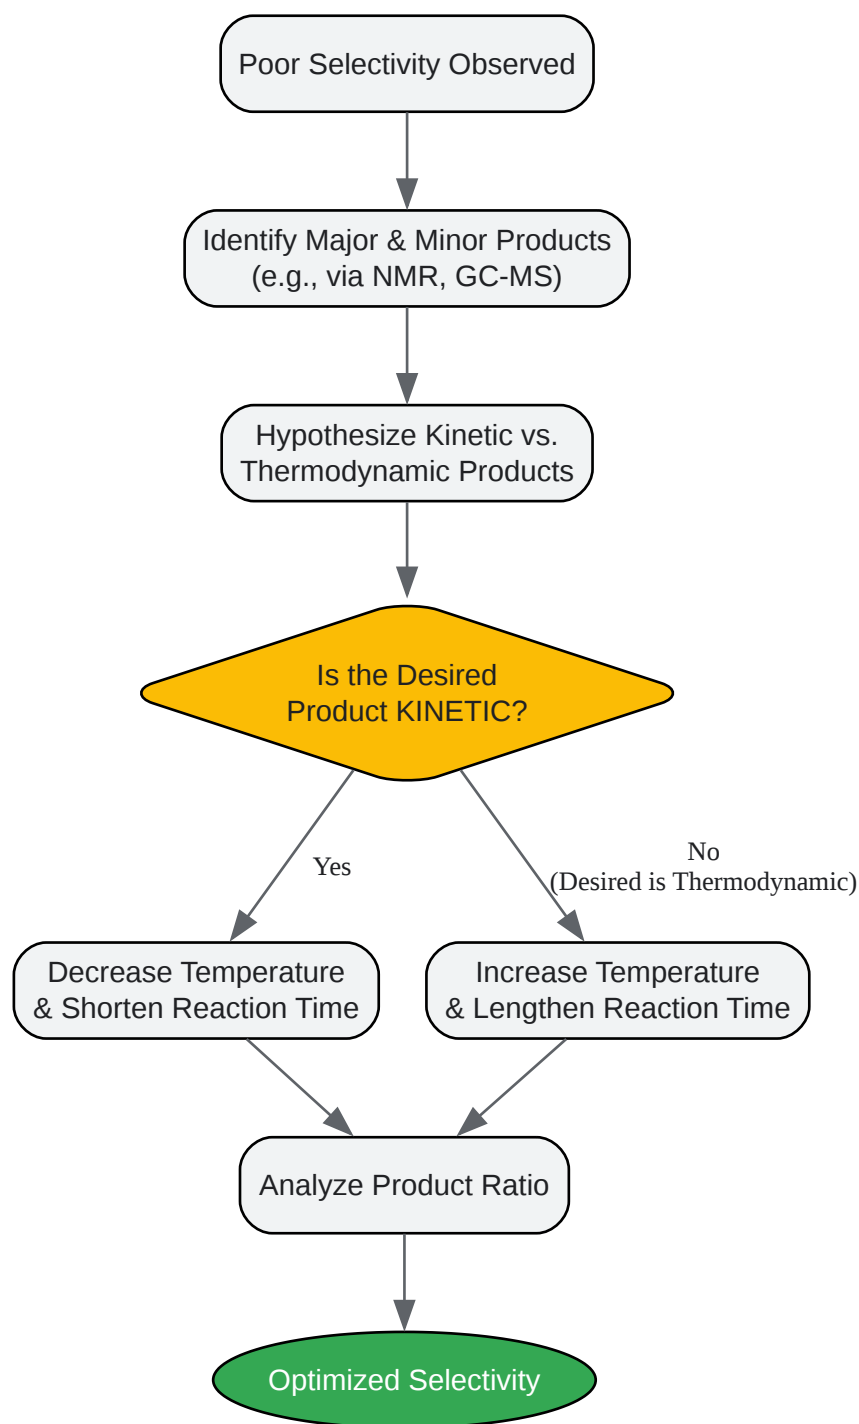 Poor Selectivity Observed
Identify Major & Minor Products
(e.g., via NMR, GC-MS)
Hypothesize Kinetic vs.
Thermodynamic Products
Is the Desired
Product KINETIC?
Yes
No
(Desired is Thermodynamic)
Decrease Temperature
& Shorten Reaction Time
Increase Temperature
& Lengthen Reaction Time
Analyze Product Ratio
Optimized Selectivity